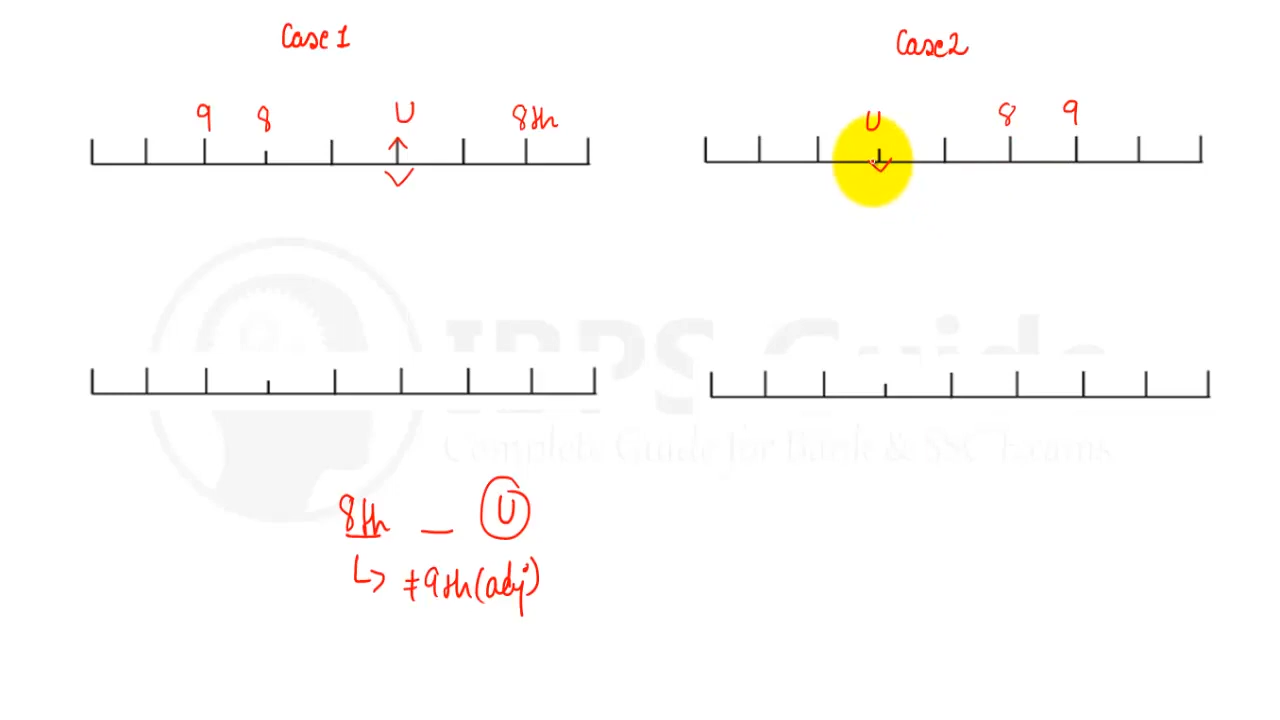 Case 1
Case 2
9 8 U 8th
U 8 9
IBPS Guide
Complete Guide for Bank & SSC Exams
8th _ U
↳ ≠9th (adj)